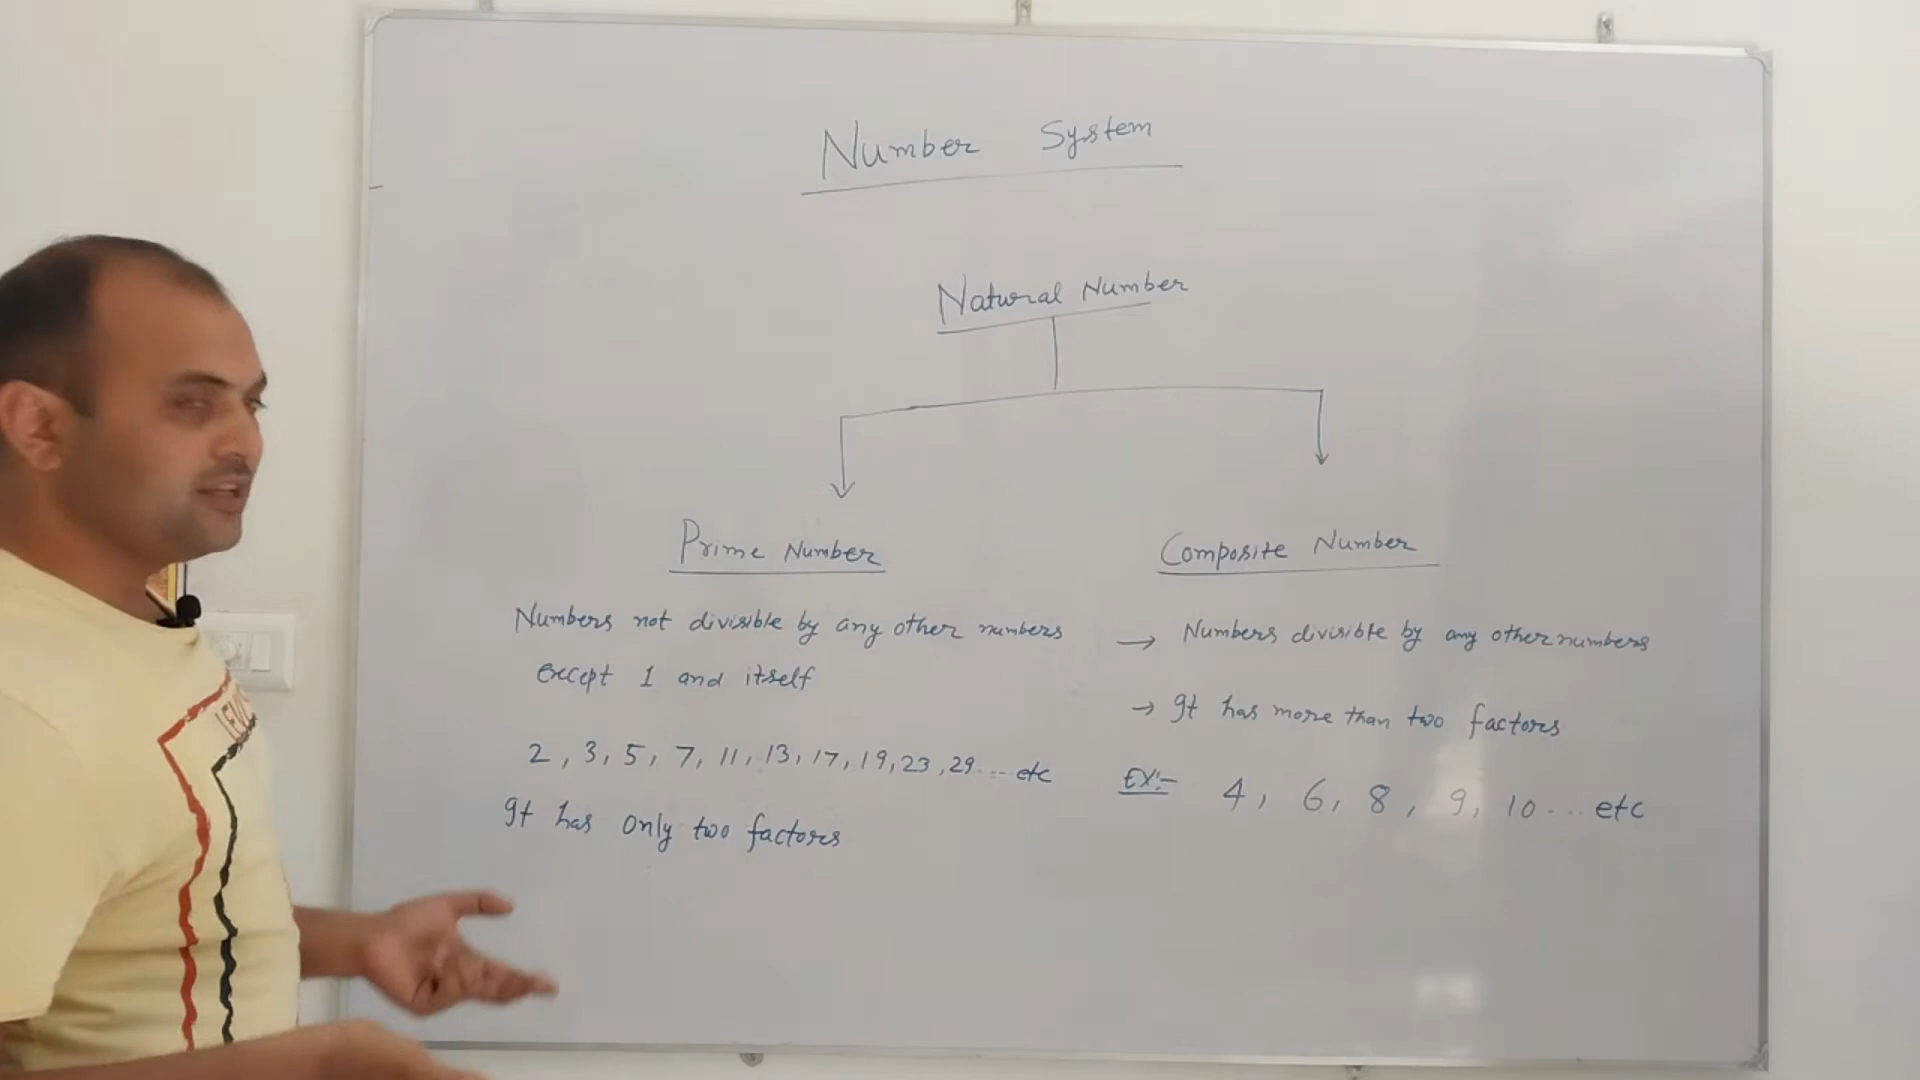 Number System
Natural Number
Prime Number
Numbers not divisible by any other numbers
except 1 and itself
2, 3, 5, 7, 11, 13, 17, 19, 23, 29.... etc
It has only two factors
Composite Number
→ Numbers divisible by any other numbers
→ It has more than two factors
EX:- 4, 6, 8, 9, 10.... etc